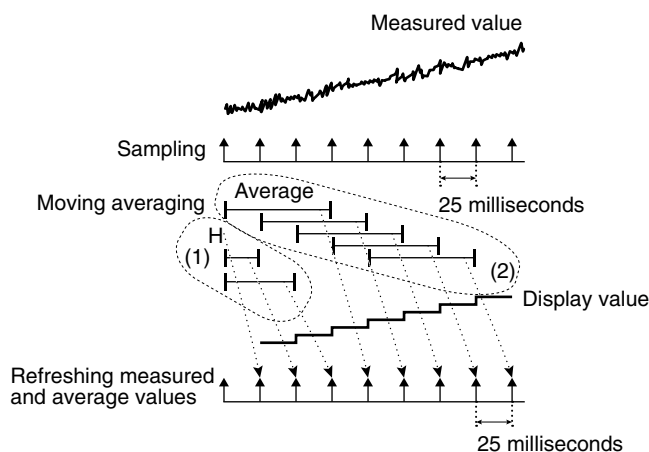 Measured value
Sampling
25 milliseconds
Moving averaging
Average
H
(1)
(2)
Display value
Refreshing measured
and average values
25 milliseconds